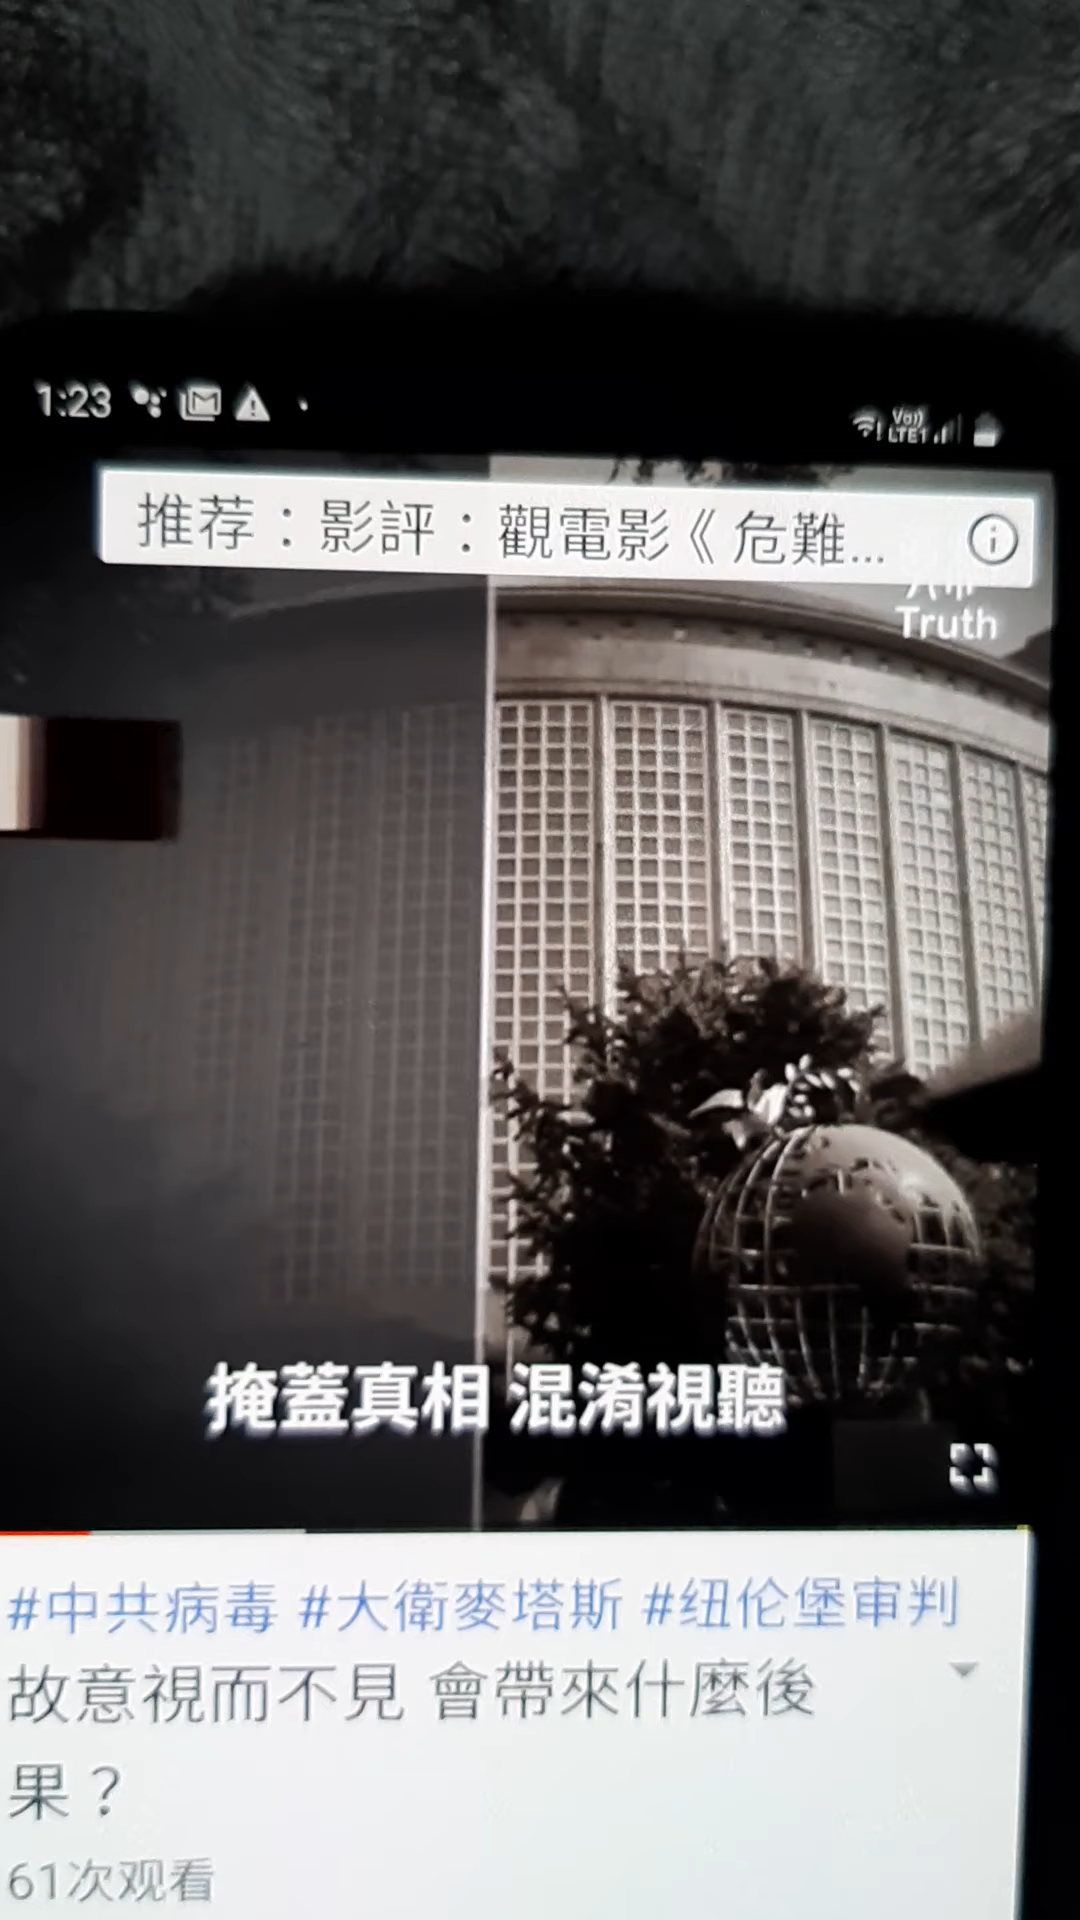 1:23
Vo))
LTE1
推荐：影評：觀電影《危難...
Truth
掩蓋真相 混淆視聽
#中共病毒 #大衛麥塔斯 #纽伦堡审判
故意視而不見 會帶來什麼後
果？
61次观看